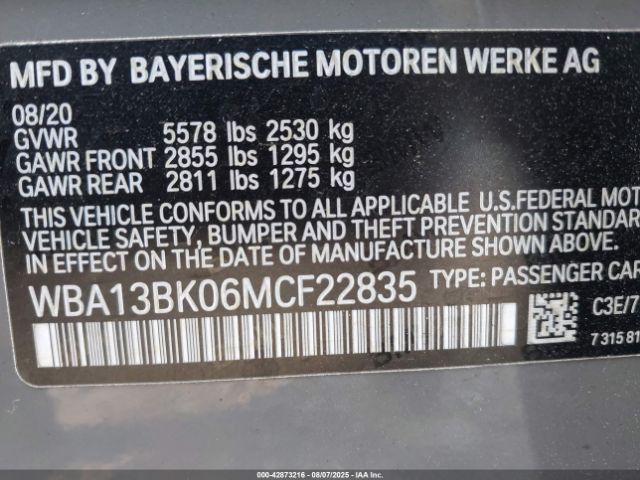 MFD BY BAYERISCHE MOTOREN WERKE AG
08/20
GVWR 5578 lbs 2530 kg
GAWR FRONT 2855 lbs 1295 kg
GAWR REAR 2811 lbs 1275 kg
THIS VEHICLE CONFORMS TO ALL APPLICABLE U.S.FEDERAL MOT
VEHICLE SAFETY, BUMPER AND THEFT PREVENTION STANDAR
IN EFFECT ON THE DATE OF MANUFACTURE SHOWN ABOVE.
WBA13BK06MCF22835 TYPE: PASSENGER CAR
C3E/7
7 315 81
000-42873216 - 08/07/2025 - IAAI.COM